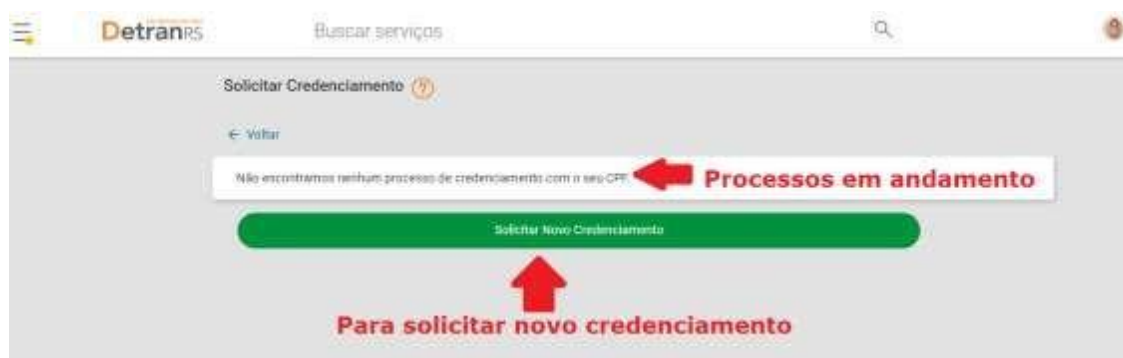 DetranRS
Buscar serviços
Solicitar Credenciamento ?
← Voltar
Não encontramos nenhum processo de credenciamento com o seu CPF.
Processos em andamento
Solicitar Novo Credenciamento
Para solicitar novo credenciamento